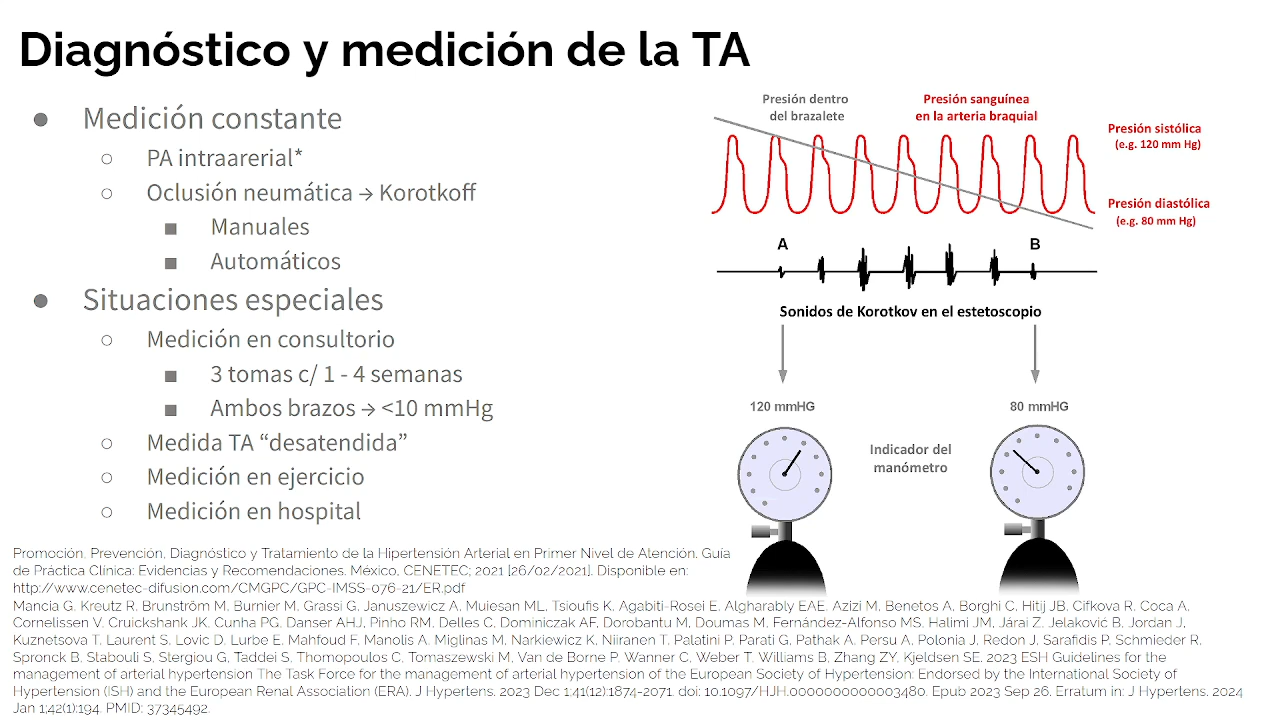 Diagnóstico y medición de la TA
● Medición constante
○ PA intraarerial*
○ Oclusión neumática → Korotkoff
■ Manuales
■ Automáticos
● Situaciones especiales
○ Medición en consultorio
■ 3 tomas c/ 1 - 4 semanas
■ Ambos brazos → <10 mmHg
○ Medida TA “desatendida”
○ Medición en ejercicio
○ Medición en hospital
Presión dentro
del brazalete
Presión sanguínea
en la arteria braquial
Presión sistólica
(e.g. 120 mm Hg)
Presión diastólica
(e.g. 80 mm Hg)
A
B
Sonidos de Korotkov en el estetoscopio
120 mmHG
80 mmHG
Indicador del
manómetro
Promoción, Prevención, Diagnóstico y Tratamiento de la Hipertensión Arterial en Primer Nivel de Atención. Guía
de Práctica Clínica: Evidencias y Recomendaciones. México, CENETEC; 2021 [26/02/2021]. Disponible en:
http://www.cenetec-difusion.com/CMGPC/GPC-IMSS-076-21/ER.pdf
Mancia G, Kreutz R, Brunström M, Burnier M, Grassi G, Januszewicz A, Muiesan ML, Tsioufis K, Agabiti-Rosei E, Algharably EAE, Azizi M, Benetos A, Borghi C, Hitij JB, Cifkova R, Coca A,
Cornelissen V, Cruickshank JK, Cunha PG, Danser AHJ, Pinho RM, Delles C, Dominiczak AF, Dorobantu M, Doumas M, Fernández-Alfonso MS, Halimi JM, Járai Z, Jelaković B, Jordan J,
Kuznetsova T, Laurent S, Lovic D, Lurbe E, Mahfoud F, Manolis A, Miglinas M, Narkiewicz K, Niiranen T, Palatini P, Parati G, Pathak A, Persu A, Polonia J, Redon J, Sarafidis P, Schmieder R,
Spronck B, Stabouli S, Stergiou G, Taddei S, Thomopoulos C, Tomaszewski M, Van de Borne P, Wanner C, Weber T, Williams B, Zhang ZY, Kjeldsen SE. 2023 ESH Guidelines for the
management of arterial hypertension The Task Force for the management of arterial hypertension of the European Society of Hypertension: Endorsed by the International Society of
Hypertension (ISH) and the European Renal Association (ERA). J Hypertens. 2023 Dec 1;41(12):1874-2071. doi: 10.1097/HJH.0000000000003480. Epub 2023 Sep 26. Erratum in: J Hypertens. 2024
Jan 1;42(1):194. PMID: 37345492.